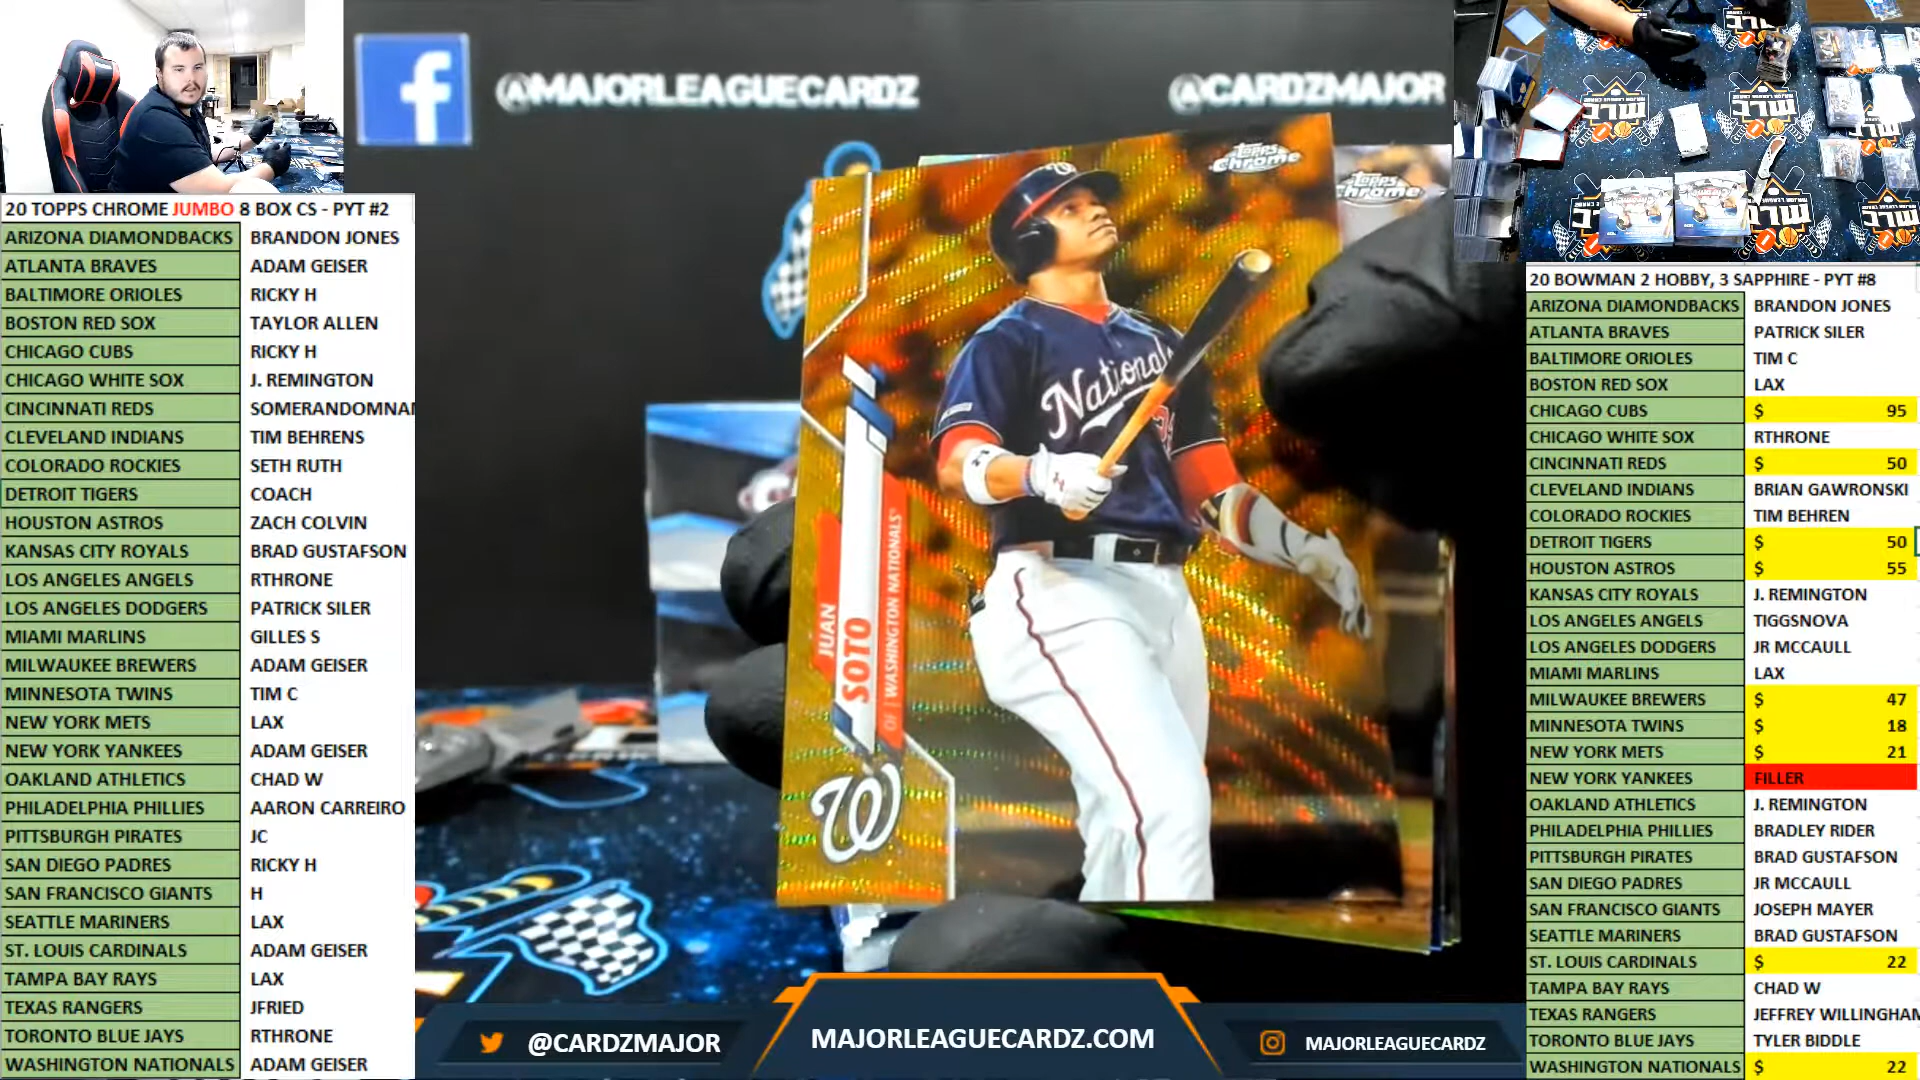 @MAJORLEAGUECARDZ
@CARDZMAJOR
20 TOPPS CHROME JUMBO 8 BOX CS - PYT #2
ARIZONA DIAMONDBACKS BRANDON JONES
ATLANTA BRAVES ADAM GEISER
BALTIMORE ORIOLES RICKY H
BOSTON RED SOX TAYLOR ALLEN
CHICAGO CUBS RICKY H
CHICAGO WHITE SOX J. REMINGTON
CINCINNATI REDS SOMERANDOMNA
CLEVELAND INDIANS TIM BEHRENS
COLORADO ROCKIES SETH RUTH
DETROIT TIGERS COACH
HOUSTON ASTROS ZACH COLVIN
KANSAS CITY ROYALS BRAD GUSTAFSON
LOS ANGELES ANGELS RTHRONE
LOS ANGELES DODGERS PATRICK SILER
MIAMI MARLINS GILLES S
MILWAUKEE BREWERS ADAM GEISER
MINNESOTA TWINS TIM C
NEW YORK METS LAX
NEW YORK YANKEES ADAM GEISER
OAKLAND ATHLETICS CHAD W
PHILADELPHIA PHILLIES AARON CARREIRO
PITTSBURGH PIRATES JC
SAN DIEGO PADRES RICKY H
SAN FRANCISCO GIANTS H
SEATTLE MARINERS LAX
ST. LOUIS CARDINALS ADAM GEISER
TAMPA BAY RAYS LAX
TEXAS RANGERS JFRIED
TORONTO BLUE JAYS RTHRONE
WASHINGTON NATIONALS ADAM GEISER
Topps Chrome
Topps Chrome
Nationals
JUAN
SOTO
OF | WASHINGTON NATIONALS
W
@CARDZMAJOR
MAJORLEAGUECARDZ.COM
MAJORLEAGUECARDZ
20 BOWMAN 2 HOBBY, 3 SAPPHIRE - PYT #8
ARIZONA DIAMONDBACKS BRANDON JONES
ATLANTA BRAVES PATRICK SILER
BALTIMORE ORIOLES TIM C
BOSTON RED SOX LAX
CHICAGO CUBS $ 95
CHICAGO WHITE SOX RTHRONE
CINCINNATI REDS $ 50
CLEVELAND INDIANS BRIAN GAWRONSKI
COLORADO ROCKIES TIM BEHREN
DETROIT TIGERS $ 50
HOUSTON ASTROS $ 55
KANSAS CITY ROYALS J. REMINGTON
LOS ANGELES ANGELS TIGGSNOVA
LOS ANGELES DODGERS JR MCCAULL
MIAMI MARLINS LAX
MILWAUKEE BREWERS $ 47
MINNESOTA TWINS $ 18
NEW YORK METS $ 21
NEW YORK YANKEES FILLER
OAKLAND ATHLETICS J. REMINGTON
PHILADELPHIA PHILLIES BRADLEY RIDER
PITTSBURGH PIRATES BRAD GUSTAFSON
SAN DIEGO PADRES JR MCCAULL
SAN FRANCISCO GIANTS JOSEPH MAYER
SEATTLE MARINERS BRAD GUSTAFSON
ST. LOUIS CARDINALS $ 22
TAMPA BAY RAYS CHAD W
TEXAS RANGERS JEFFREY WILLINGHAM
TORONTO BLUE JAYS TYLER BIDDLE
WASHINGTON NATIONALS $ 22